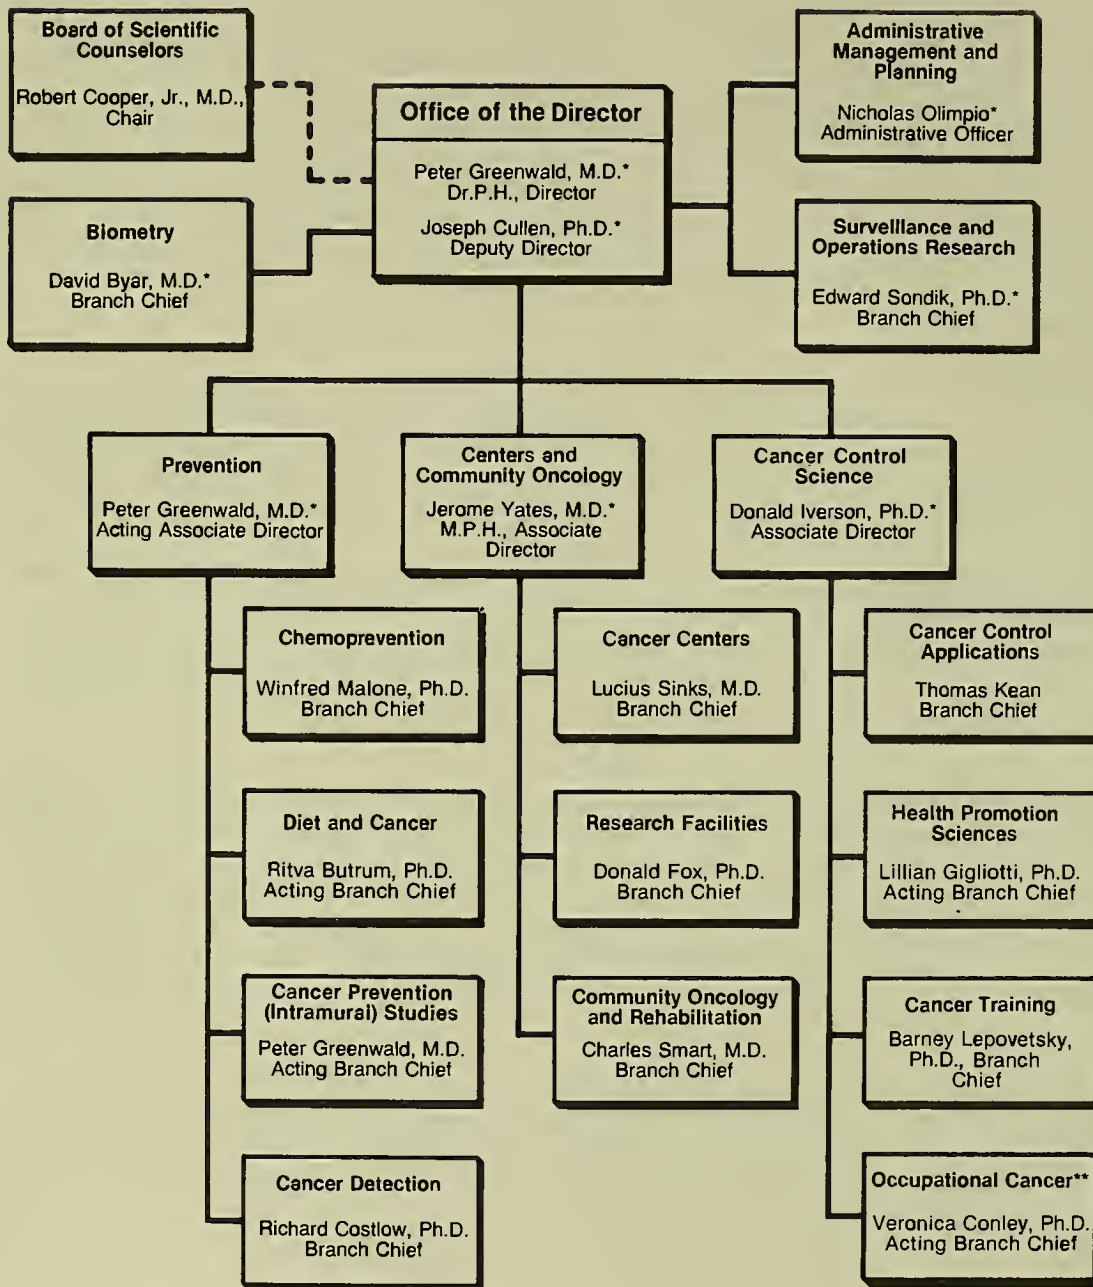 Board of Scientific
Counselors
Robert Cooper, Jr., M.D.,
Chair
Office of the Director
Peter Greenwald, M.D.*
Dr.P.H., Director
Joseph Cullen, Ph.D.*
Deputy Director
Administrative
Management and
Planning
Nicholas Olimpio*
Administrative Officer
Biometry
David Byar, M.D.*
Branch Chief
Surveillance and
Operations Research
Edward Sondik, Ph.D.*
Branch Chief
Prevention
Peter Greenwald, M.D.*
Acting Associate Director
Centers and
Community Oncology
Jerome Yates, M.D.*
M.P.H., Associate
Director
Cancer Control
Science
Donald Iverson, Ph.D.*
Associate Director
Chemoprevention
Winfred Malone, Ph.D.
Branch Chief
Cancer Centers
Lucius Sinks, M.D.
Branch Chief
Cancer Control
Applications
Thomas Kean
Branch Chief
Diet and Cancer
Ritva Butrum, Ph.D.
Acting Branch Chief
Research Facilities
Donald Fox, Ph.D.
Branch Chief
Health Promotion
Sciences
Lillian Gigliotti, Ph.D.
Acting Branch Chief
Cancer Prevention
(Intramural) Studies
Peter Greenwald, M.D.
Acting Branch Chief
Community Oncology
and Rehabilitation
Charles Smart, M.D.
Branch Chief
Cancer Training
Barney Lepovetsky,
Ph.D., Branch
Chief
Cancer Detection
Richard Costlow, Ph.D.
Branch Chief
Occupational Cancer**
Veronica Conley, Ph.D.
Acting Branch Chief